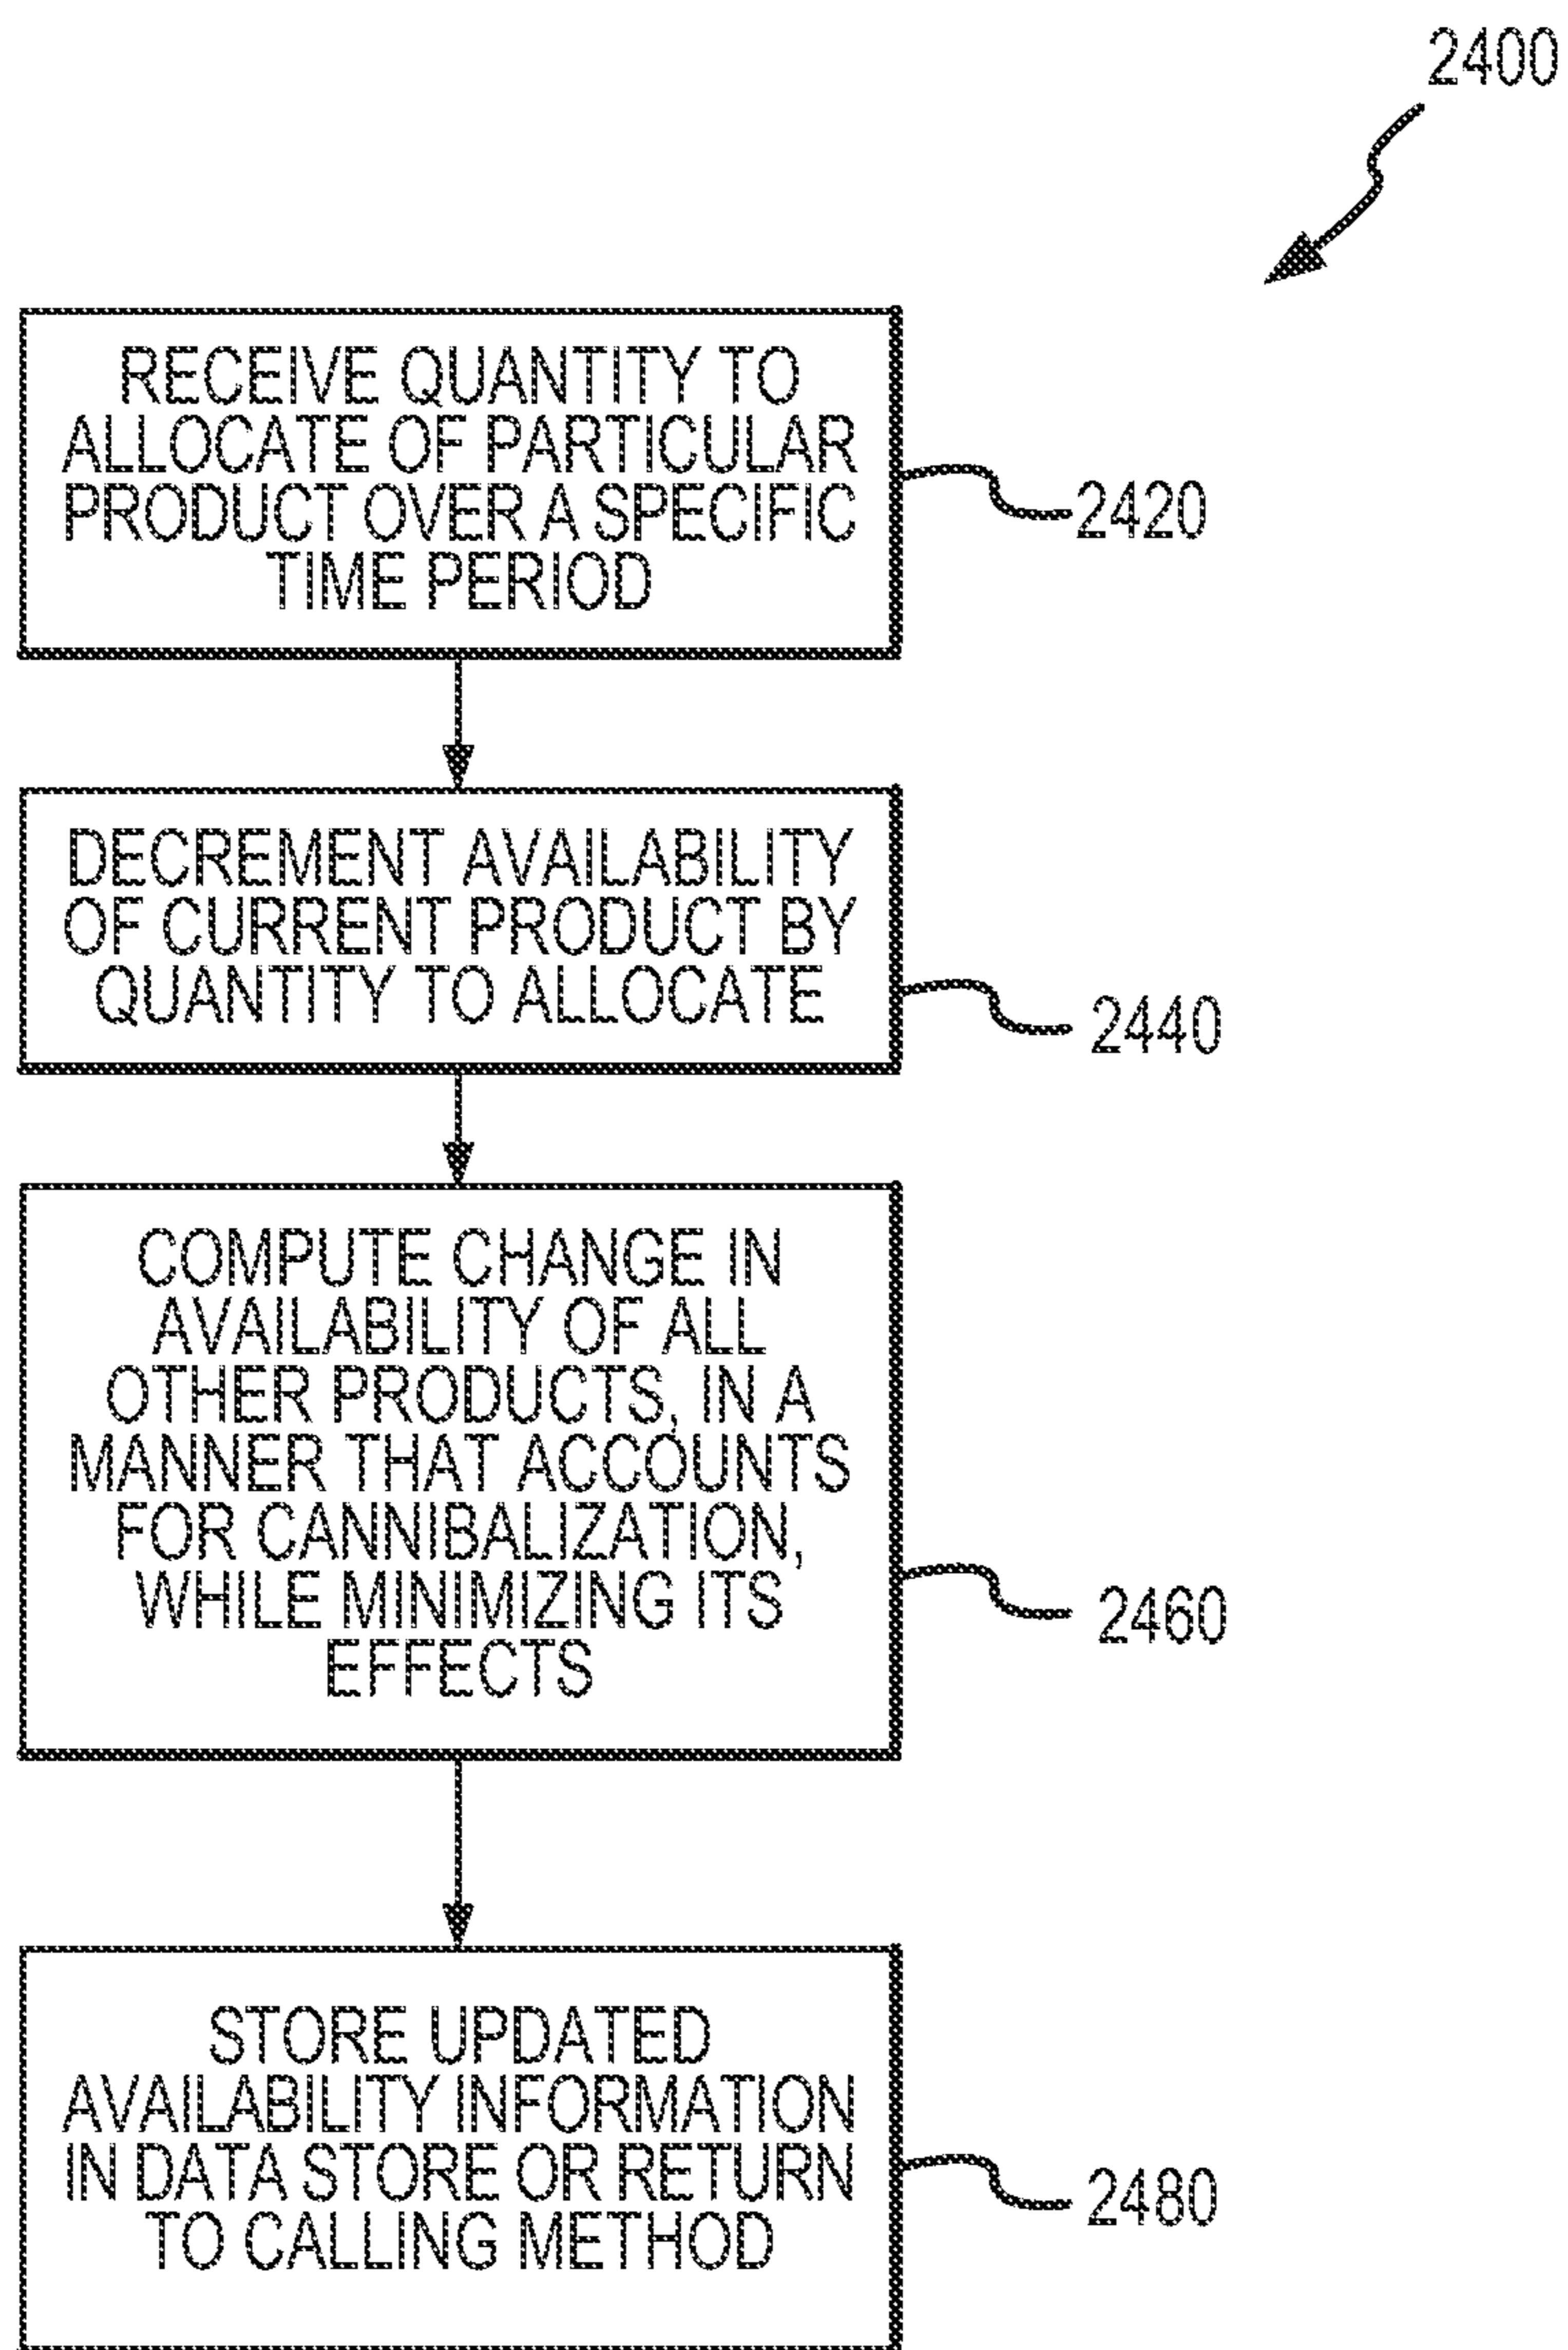 2400
RECEIVE QUANTITY TO
ALLOCATE OF PARTICULAR
PRODUCT OVER A SPECIFIC
TIME PERIOD
2420
DECREMENT AVAILABILITY
OF CURRENT PRODUCT BY
QUANTITY TO ALLOCATE
2440
COMPUTE CHANGE IN
AVAILABILITY OF ALL
OTHER PRODUCTS, IN A
MANNER THAT ACCOUNTS
FOR CANNIBALIZATION,
WHILE MINIMIZING ITS
EFFECTS
2460
STORE UPDATED
AVAILABILITY INFORMATION
IN DATA STORE OR RETURN
TO CALLING METHOD
2480